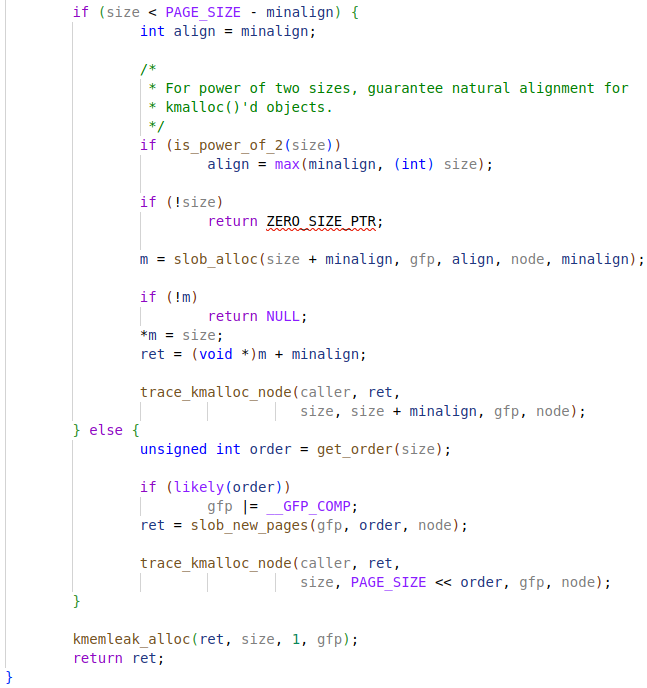 if (size < PAGE_SIZE - minalign) {
int align = minalign;
/*
* For power of two sizes, guarantee natural alignment for
* kmalloc()'d objects.
*/
if (is_power_of_2(size))
align = max(minalign, (int) size);
if (!size)
return ZERO_SIZE_PTR;
m = slob_alloc(size + minalign, gfp, align, node, minalign);
if (!m)
return NULL;
*m = size;
ret = (void *)m + minalign;
trace_kmalloc_node(caller, ret,
size, size + minalign, gfp, node);
} else {
unsigned int order = get_order(size);
if (likely(order))
gfp |= __GFP_COMP;
ret = slob_new_pages(gfp, order, node);
trace_kmalloc_node(caller, ret,
size, PAGE_SIZE << order, gfp, node);
}
kmemleak_alloc(ret, size, 1, gfp);
return ret;
}